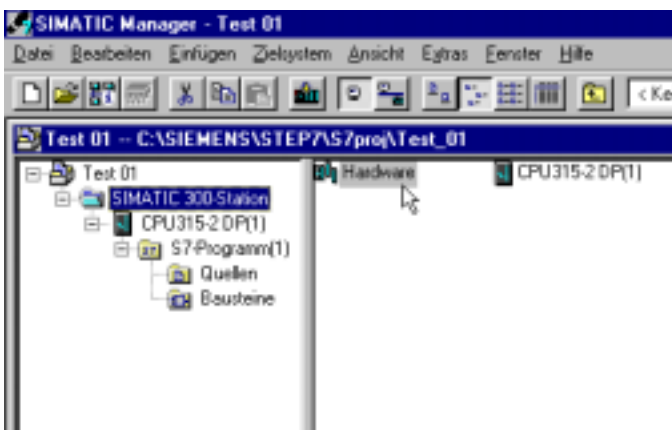 SIMATIC Manager - Test 01
Datei Bearbeiten Einfügen Zielsystem Ansicht Extras Fenster Hilfe
< Ke
Test 01 -- C:\SIEMENS\STEP7\S7proj\Test_01
Test 01
SIMATIC 300-Station
CPU315-2 DP(1)
S7-Programm(1)
Quellen
Bausteine
Hardware
CPU315-2 DP(1)